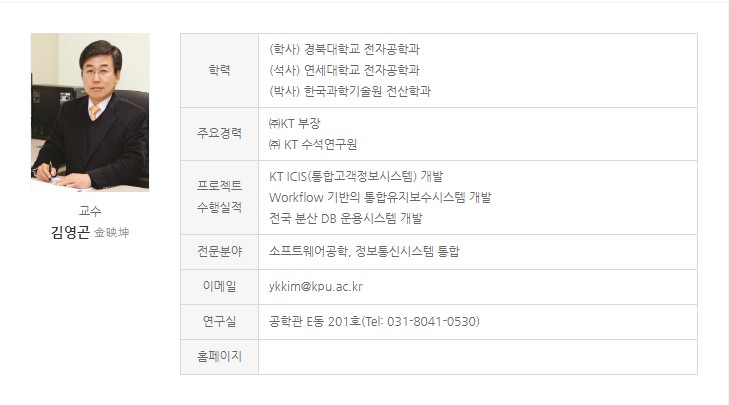 교수
김영곤 金映坤
학력
(학사) 경북대학교 전자공학과
(석사) 연세대학교 전자공학과
(박사) 한국과학기술원 전산학과
주요경력
㈜KT 부장
㈜ KT 수석연구원
프로젝트
수행실적
KT ICIS(통합고객정보시스템) 개발
Workflow 기반의 통합유지보수시스템 개발
전국 분산 DB 운용시스템 개발
전문분야
소프트웨어공학, 정보통신시스템 통합
이메일
ykkim@kpu.ac.kr
연구실
공학관 E동 201호(Tel: 031-8041-0530)
홈페이지